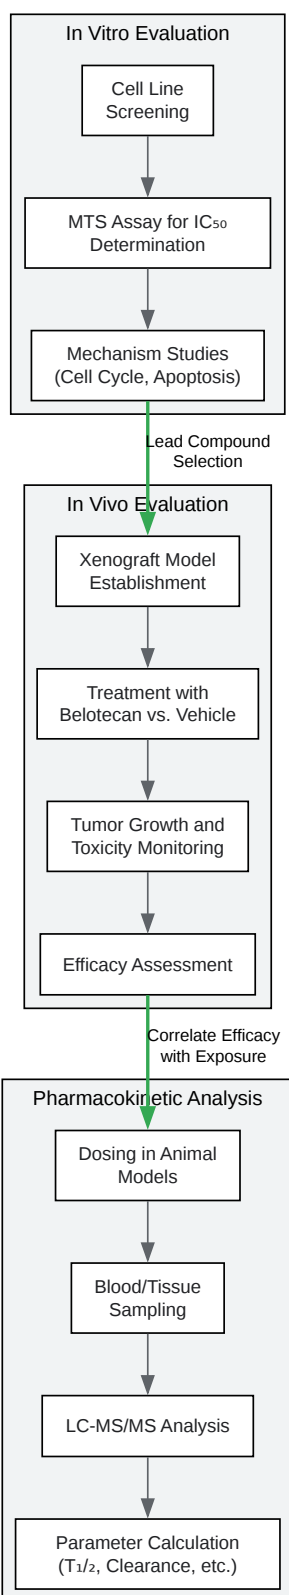 In Vitro Evaluation
Cell Line
Screening
MTS Assay for IC₅₀
Determination
Mechanism Studies
(Cell Cycle, Apoptosis)
Lead Compound
Selection
In Vivo Evaluation
Xenograft Model
Establishment
Treatment with
Belotecan vs. Vehicle
Tumor Growth and
Toxicity Monitoring
Efficacy Assessment
Correlate Efficacy
with Exposure
Pharmacokinetic Analysis
Dosing in Animal
Models
Blood/Tissue
Sampling
LC-MS/MS Analysis
Parameter Calculation
(T₁/₂, Clearance, etc.)